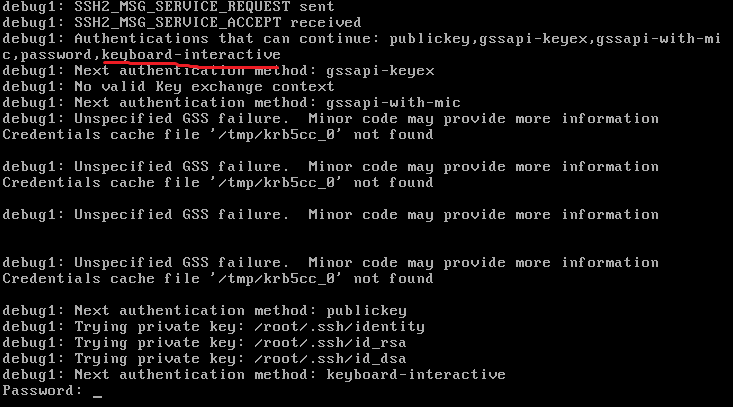 debug1: SSH2_MSG_SERVICE_REQUEST sent
debug1: SSH2_MSG_SERVICE_ACCEPT received
debug1: Authentications that can continue: publickey,gssapi-keyex,gssapi-with-mi
c,password,keyboard-interactive
debug1: Next authentication method: gssapi-keyex
debug1: No valid Key exchange context
debug1: Next authentication method: gssapi-with-mic
debug1: Unspecified GSS failure.  Minor code may provide more information
Credentials cache file '/tmp/krb5cc_0' not found
debug1: Unspecified GSS failure.  Minor code may provide more information
Credentials cache file '/tmp/krb5cc_0' not found
debug1: Unspecified GSS failure.  Minor code may provide more information
debug1: Unspecified GSS failure.  Minor code may provide more information
Credentials cache file '/tmp/krb5cc_0' not found
debug1: Next authentication method: publickey
debug1: Trying private key: /root/.ssh/identity
debug1: Trying private key: /root/.ssh/id_rsa
debug1: Trying private key: /root/.ssh/id_dsa
debug1: Next authentication method: keyboard-interactive
Password: _